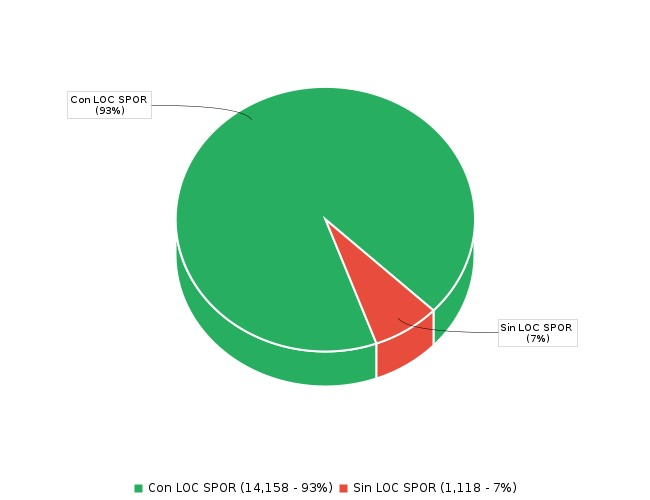 Con LOC SPOR
(93%)
Sin LOC SPOR
(7%)
Con LOC SPOR (14,158 - 93%) Sin LOC SPOR (1,118 - 7%)